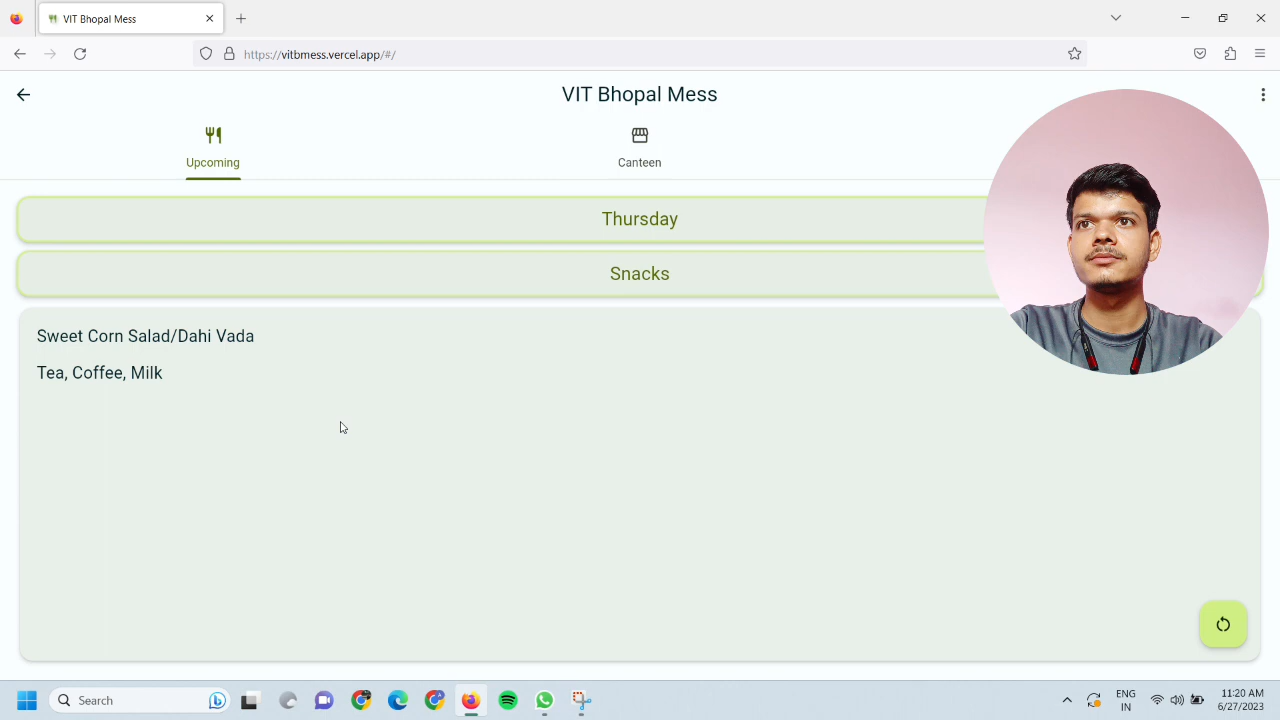 VIT Bhopal Mess
https://vitbmess.vercel.app/#/
VIT Bhopal Mess
Upcoming
Canteen
Thursday
Snacks
Sweet Corn Salad/Dahi Vada
Tea, Coffee, Milk
Search
ENG
IN
11:20 AM
6/27/2023